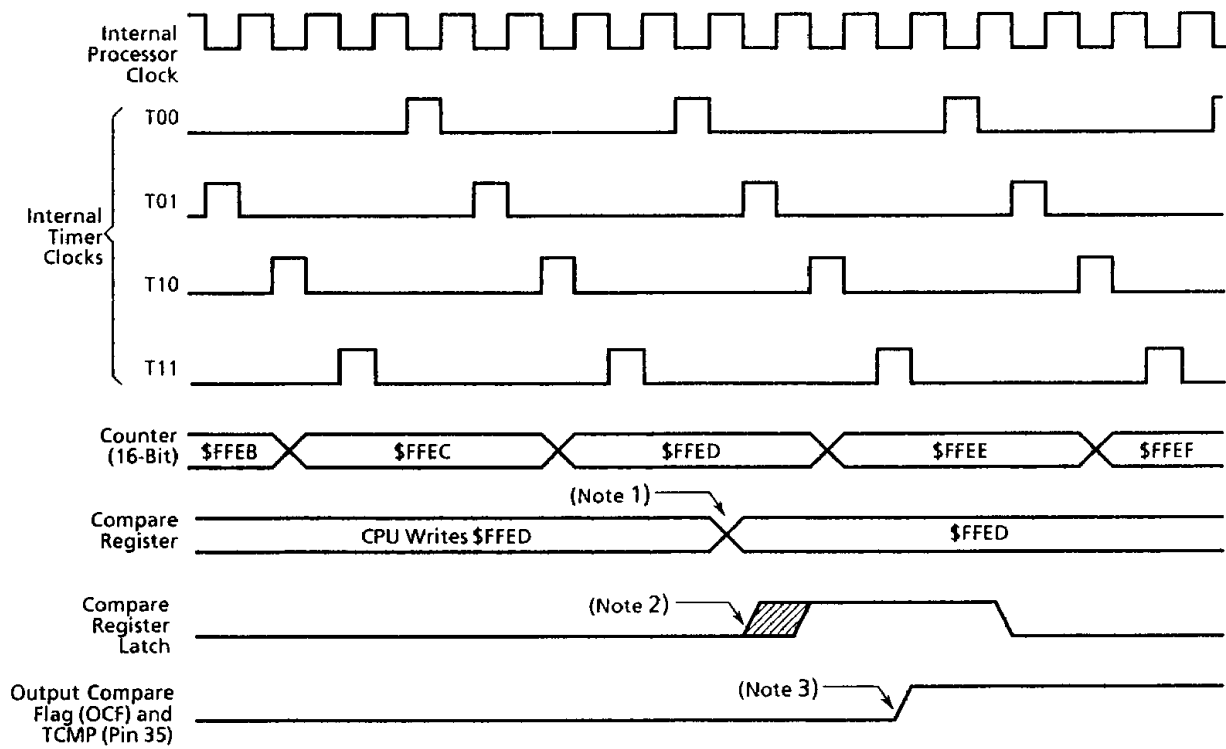 Internal
Processor
Clock
T00
T01
Internal
Timer
Clocks
T10
T11
Counter
(16-Bit)
$FFEB
$FFEC
$FFED
$FFEE
$FFEF
(Note 1)
Compare
Register
CPU Writes $FFED
$FFED
Compare
Register
Latch
(Note 2)
Output Compare
Flag (OCF) and
TCMP (Pin 35)
(Note 3)